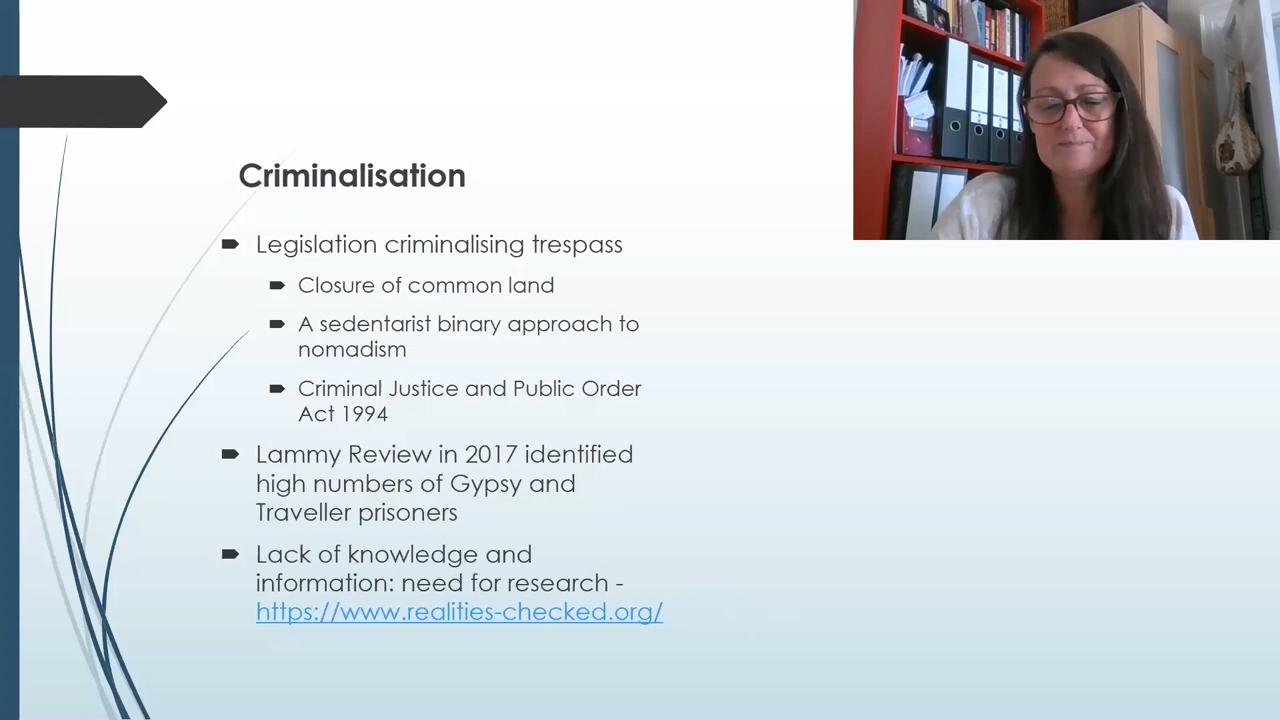 Criminalisation
Legislation criminalising trespass
Closure of common land
A sedentarist binary approach to
nomadism
Criminal Justice and Public Order
Act 1994
Lammy Review in 2017 identified
high numbers of Gypsy and
Traveller prisoners
Lack of knowledge and
information: need for research -
https://www.realities-checked.org/